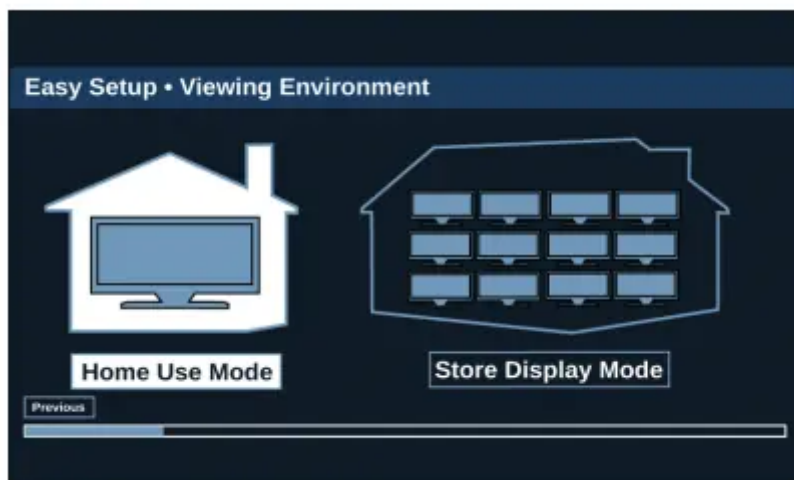 Easy Setup • Viewing Environment
Home Use Mode
Store Display Mode
Previous